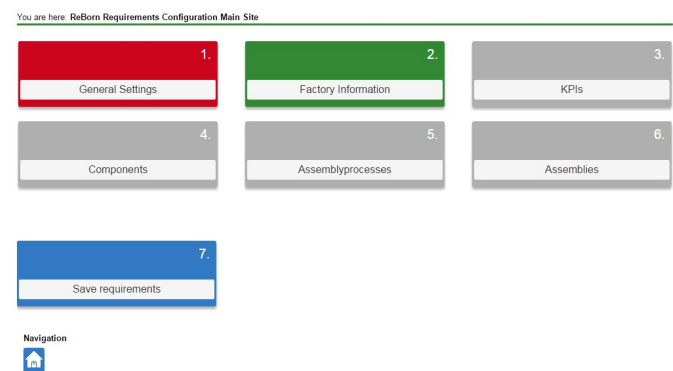 You are here: ReBorn Requirements Configuration Main Site
1.
General Settings
2.
Factory Information
3.
KPIs
4.
Components
5.
Assemblyprocesses
6.
Assemblies
7.
Save requirements
Navigation